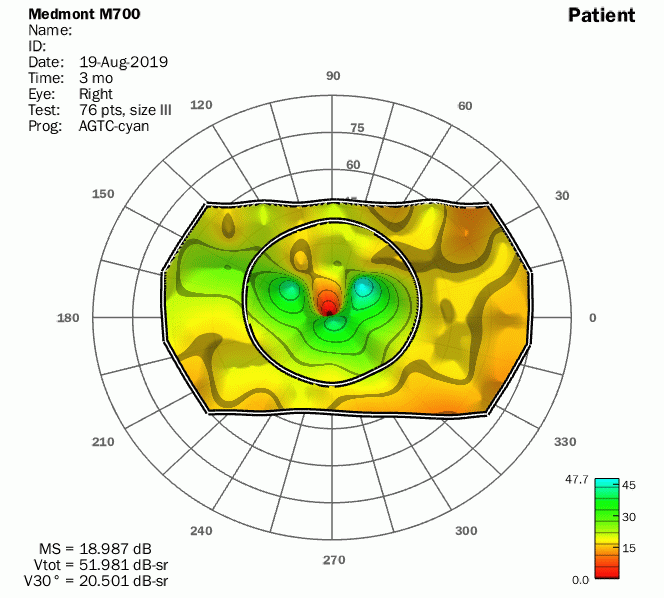 Medmont M700
Patient
Name:
ID:
Date: 19-Aug-2019
Time: 3 mo
Eye: Right
Test: 76 pts, size III
Prog: AGTC-cyan
90
120
60
75
60
150
30
180
0
210
330
240
300
270
47.7
45
30
15
0.0
MS = 18.987 dB
Vtot = 51.981 dB-sr
V30° = 20.501 dB-sr